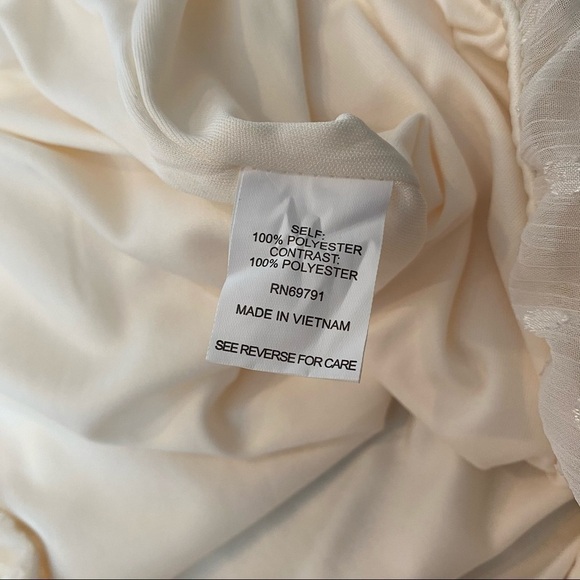 SELF:
100% POLYESTER
CONTRAST:
100% POLYESTER
RN69791
MADE IN VIETNAM
SEE REVERSE FOR CARE